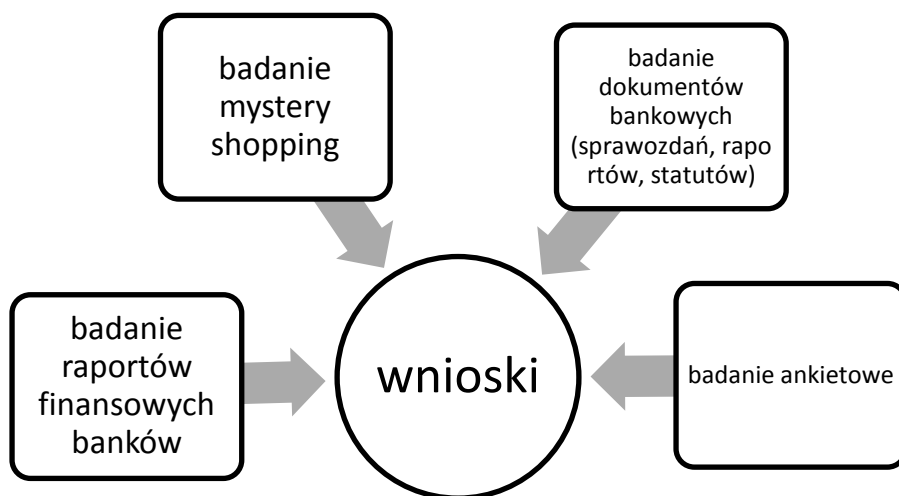 badanie
mystery
shopping
badanie
dokumentów
bankowych
(sprawozdań, rapo
rtów, statutów)
badanie
raportów
finansowych
banków
wnioski
badanie ankietowe